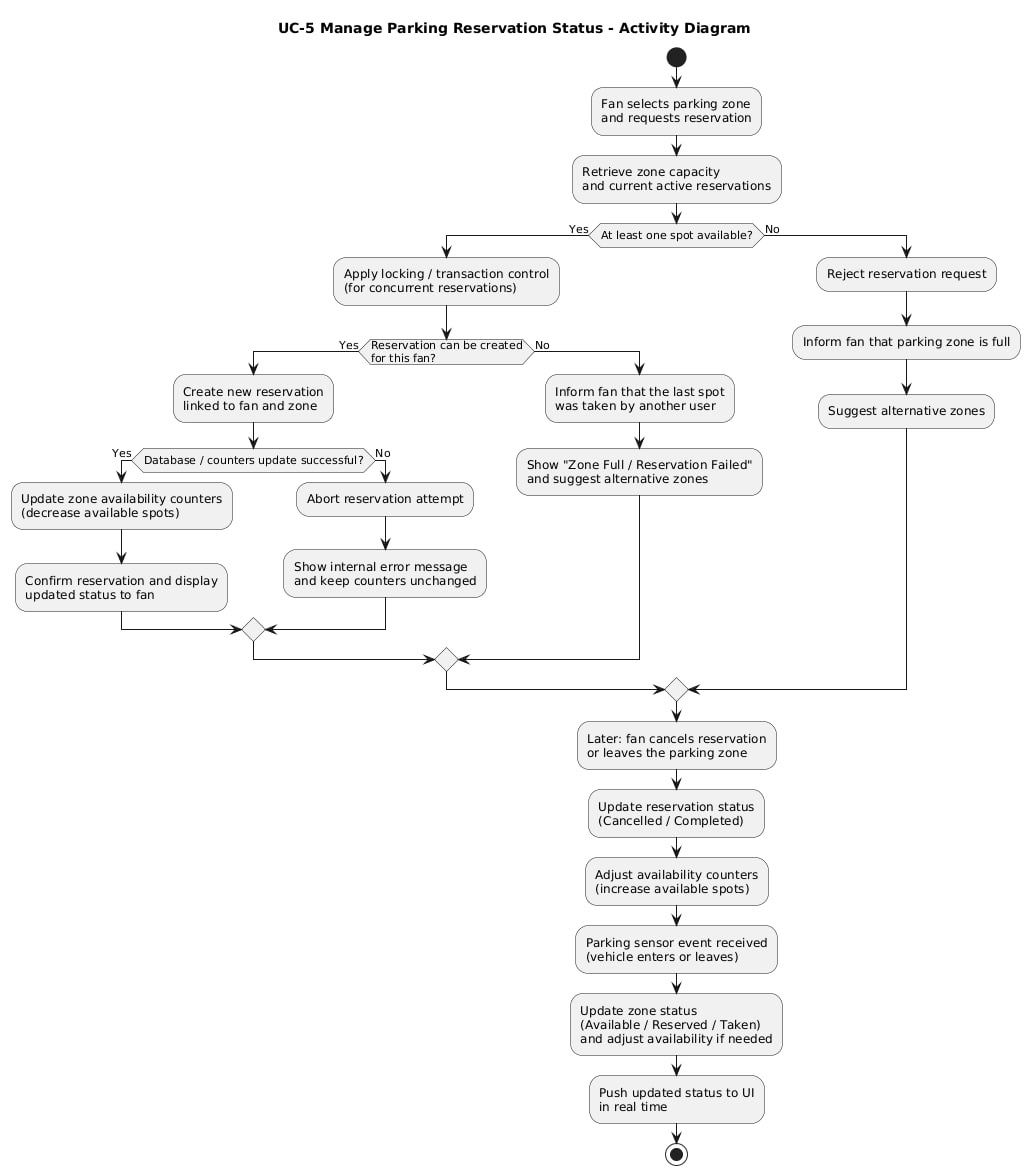 UC-5 Manage Parking Reservation Status - Activity Diagram
Fan selects parking zone
and requests reservation
Retrieve zone capacity
and current active reservations
At least one spot available?
Yes
No
Apply locking / transaction control
(for concurrent reservations)
Reservation can be created
for this fan?
Yes
No
Create new reservation
linked to fan and zone
Database / counters update successful?
Yes
No
Update zone availability counters
(decrease available spots)
Confirm reservation and display
updated status to fan
Abort reservation attempt
Show internal error message
and keep counters unchanged
Inform fan that the last spot
was taken by another user
Show "Zone Full / Reservation Failed"
and suggest alternative zones
Reject reservation request
Inform fan that parking zone is full
Suggest alternative zones
Later: fan cancels reservation
or leaves the parking zone
Update reservation status
(Cancelled / Completed)
Adjust availability counters
(increase available spots)
Parking sensor event received
(vehicle enters or leaves)
Update zone status
(Available / Reserved / Taken)
and adjust availability if needed
Push updated status to UI
in real time